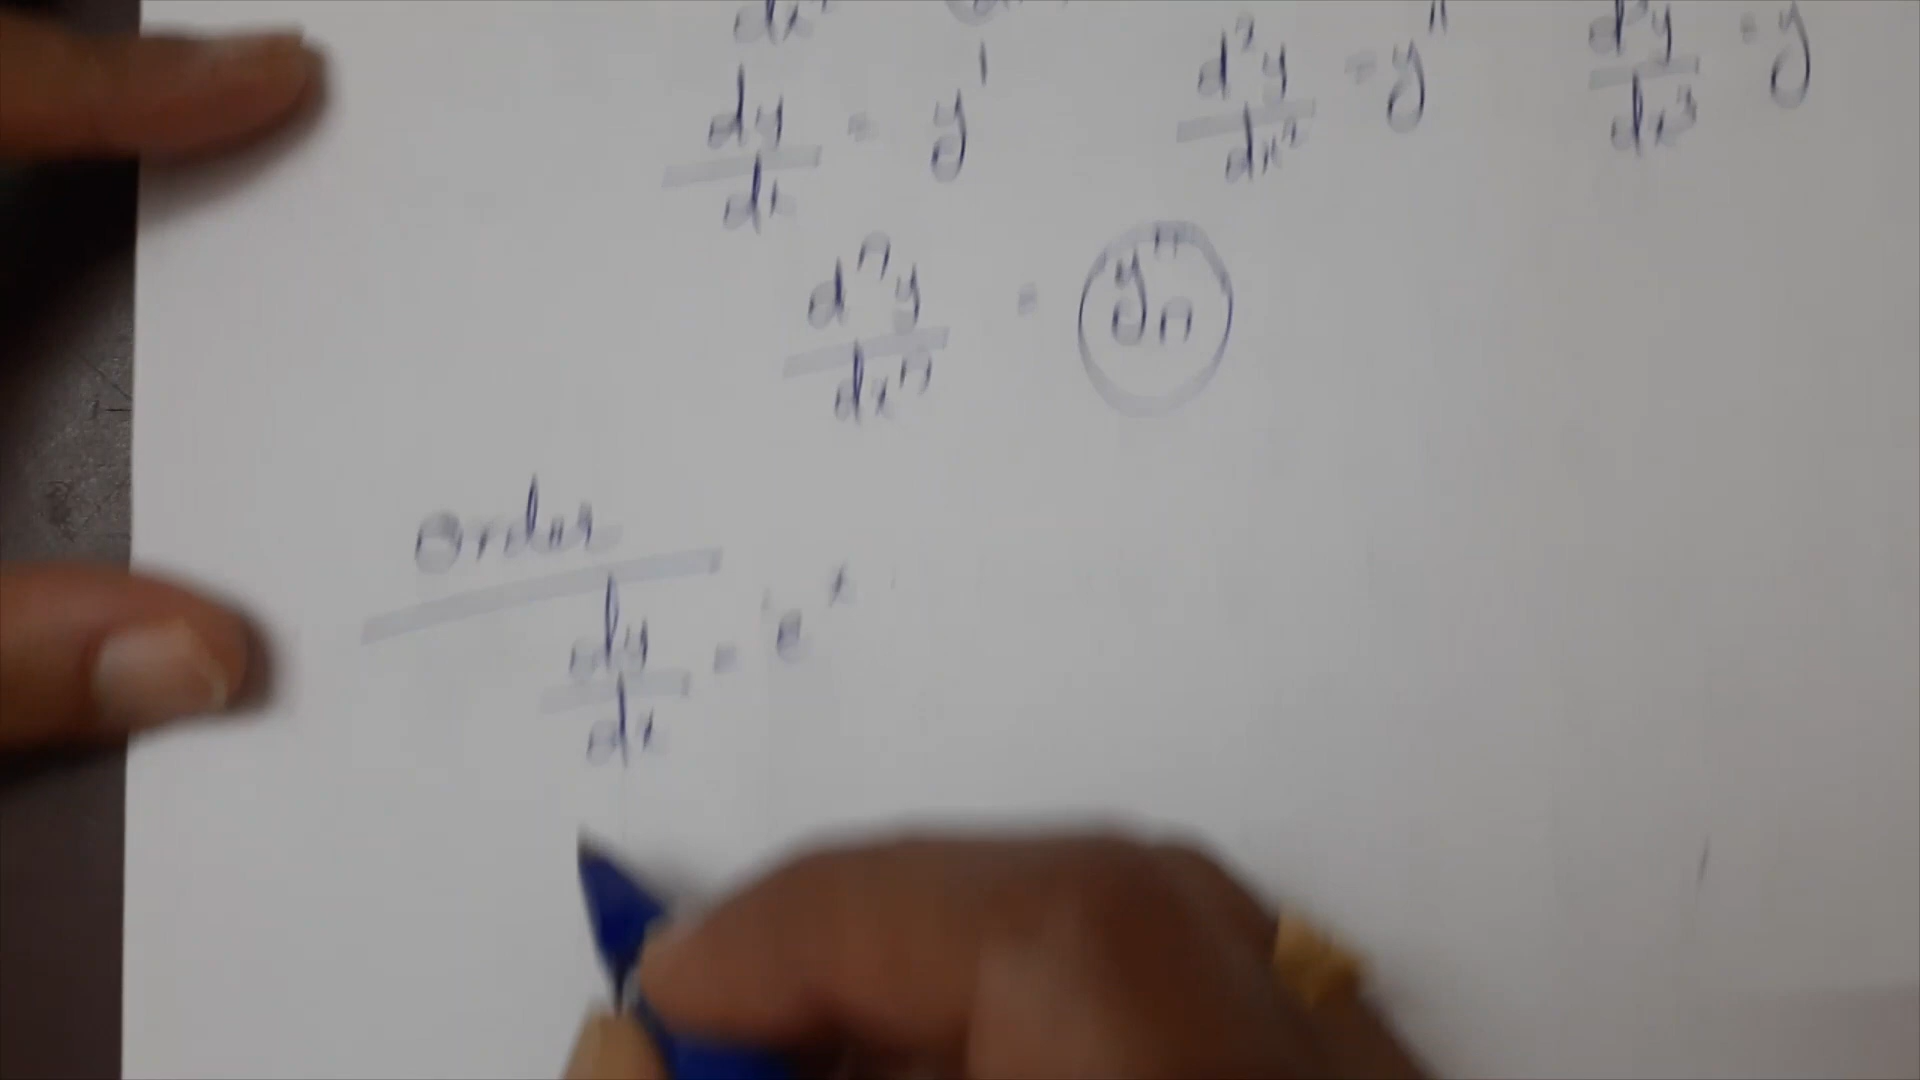 dy/dx = y' d²y/dx² = y" d³y/dx³ = y
dⁿy/dxⁿ = yₙ
Order
dy/dx = eˣ